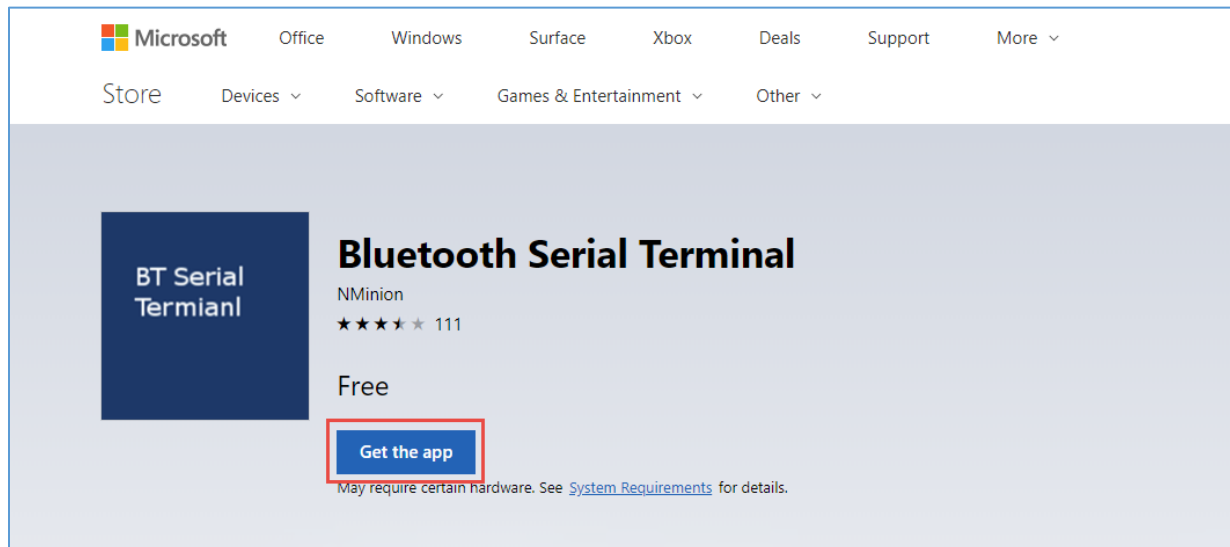 Microsoft Office Windows Surface Xbox Deals Support More
Store Devices Software Games & Entertainment Other
BT Serial
Termianl
Bluetooth Serial Terminal
NMinion
111
Free
Get the app
May require certain hardware. See System Requirements for details.